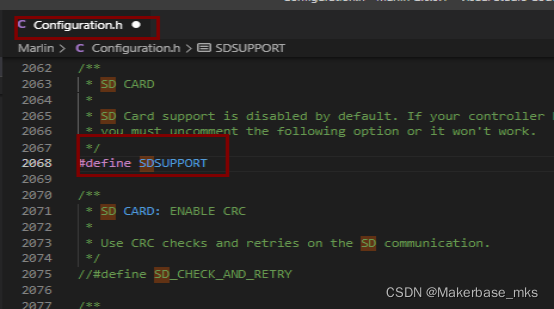 C Configuration.h
Marlin > C Configuration.h > SDSUPPORT
2062 /**
2063 * SD CARD
2064 *
2065 * SD Card support is disabled by default. If your controller
2066 * you must uncomment the following option or it won't work.
2067 */
2068 #define SDSUPPORT
2069
2070 /**
2071 * SD CARD: ENABLE CRC
2072 *
2073 * Use CRC checks and retries on the SD communication.
2074 */
2075 //#define SD_CHECK_AND_RETRY
2076
2077 /**
CSDN @Makerbase_mks